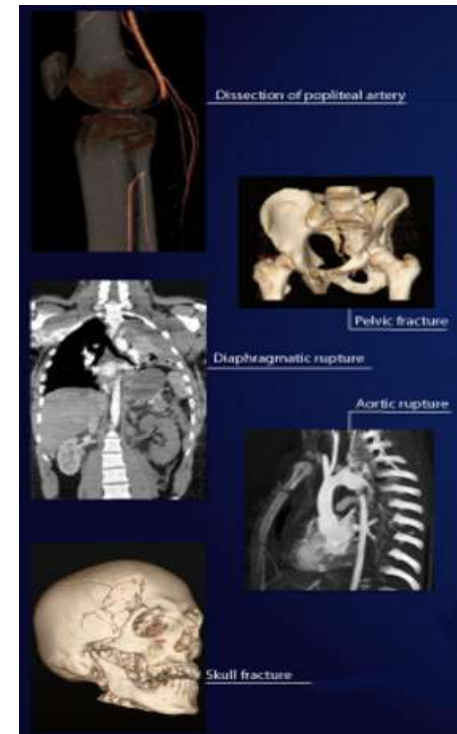 Dissection of popliteal artery
Pelvic fracture
Diaphragmatic rupture
Aortic rupture
Skull fracture